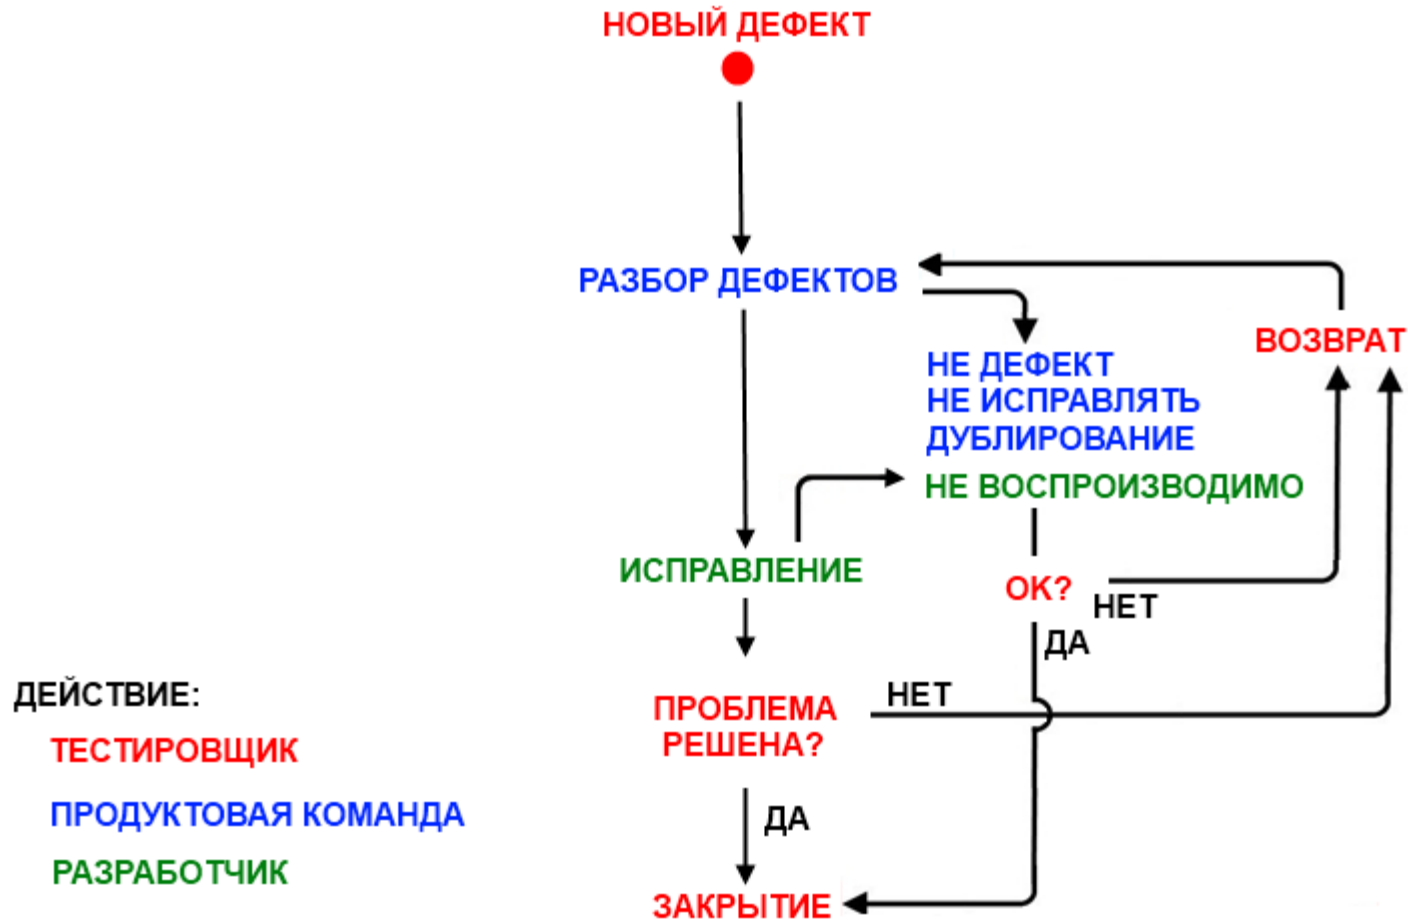 НОВЫЙ ДЕФЕКТ
РАЗБОР ДЕФЕКТОВ
ВОЗВРАТ
НЕ ДЕФЕКТ
НЕ ИСПРАВЛЯТЬ
ДУБЛИРОВАНИЕ
НЕ ВОСПРОИЗВОДИМО
ИСПРАВЛЕНИЕ
ОК?
НЕТ
ДА
ПРОБЛЕМА
РЕШЕНА?
НЕТ
ДА
ЗАКРЫТИЕ
ДЕЙСТВИЕ:
ТЕСТИРОВЩИК
ПРОДУКТОВАЯ КОМАНДА
РАЗРАБОТЧИК